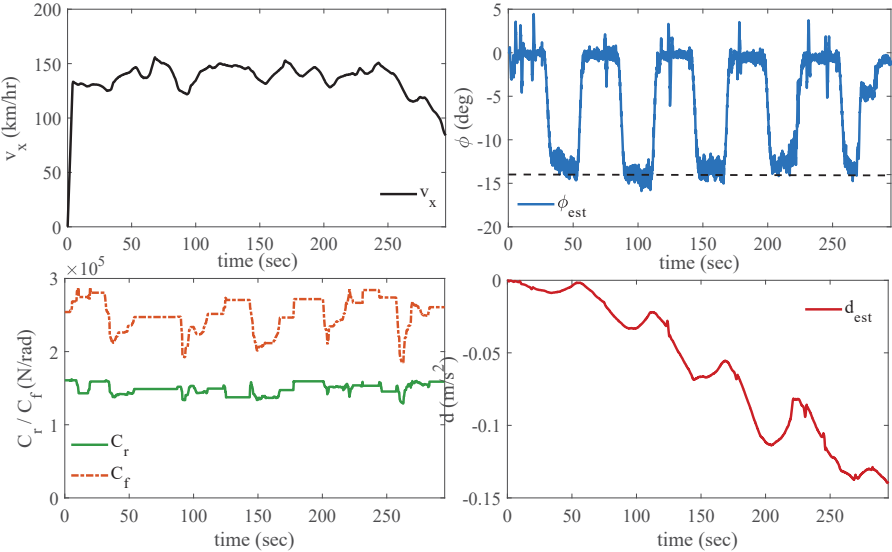 200
150
100
50
0
v_x (km/hr)
v_x
0 50 100 150 200 250
time (sec)
5
0
-5
-10
-15
-20
ϕ (deg)
ϕ_est
0 50 100 150 200 250
time (sec)
×10^5
3
2
1
0
C_r / C_f (N/rad)
C_r
C_f
0 50 100 150 200 250
time (sec)
0
-0.05
-0.1
-0.15
d (m/s^2)
d_est
0 50 100 150 200 250
time (sec)